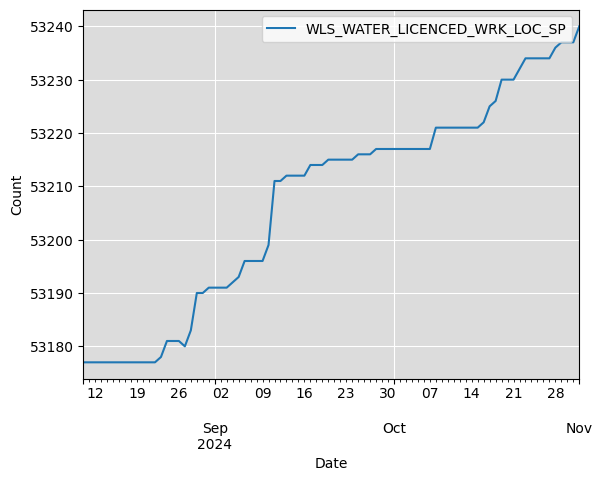 WLS_WATER_LICENCED_WRK_LOC_SP
53240
53230
53220
53210
53200
53190
53180
Count
12 19 26 02 09 16 23 30 07 14 21 28
Sep Oct Nov
2024
Date